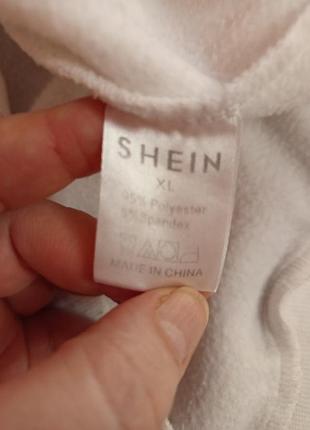 SHEIN
XL
95% Polyester
5% Spandex
MADE IN CHINA